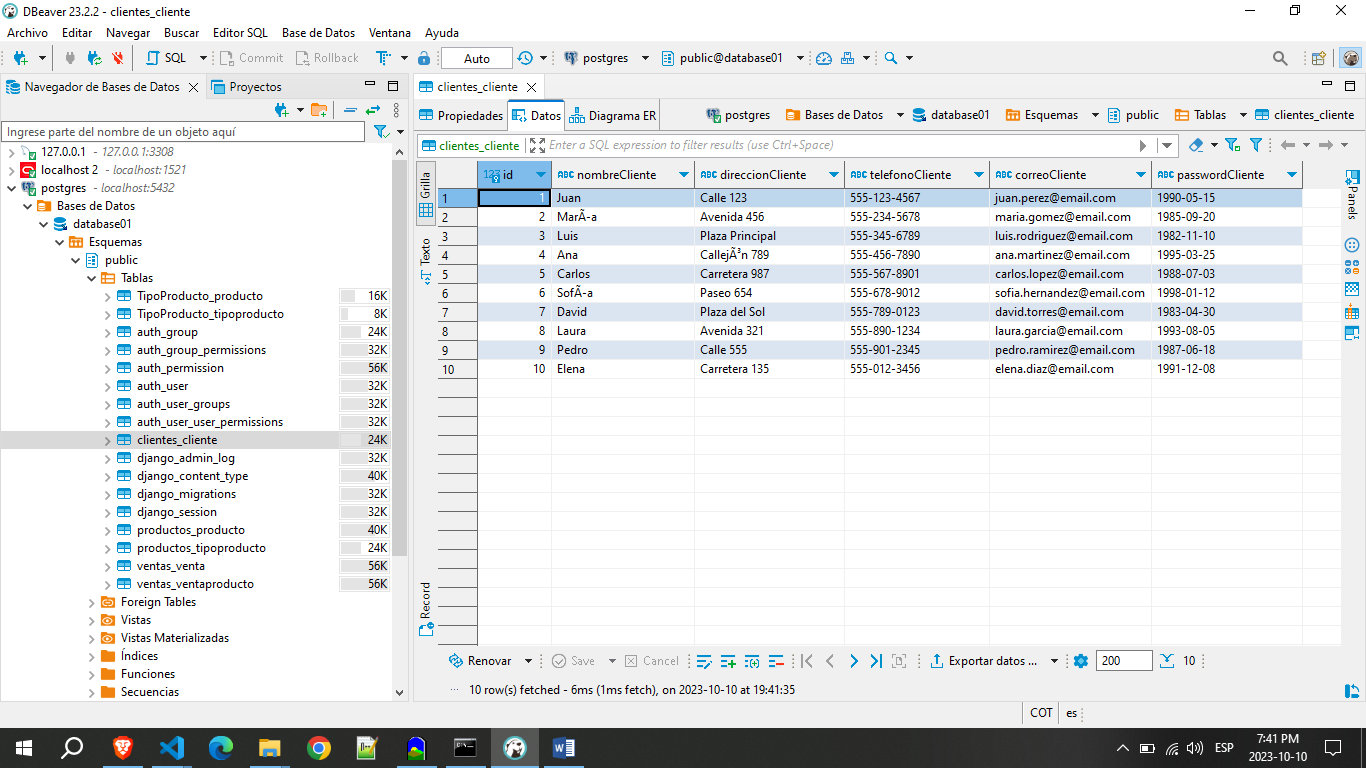 DBeaver 23.2.2 - clientes_cliente
Archivo Editar Navegar Buscar Editor SQL Base de Datos Ventana Ayuda
SQL Commit Rollback Auto postgres public@database01
Navegador de Bases de Datos Proyectos
clientes_cliente
Ingrese parte del nombre de un objeto aquí
Propiedades Datos Diagrama ER postgres Bases de Datos database01 Esquemas public Tablas clientes_cliente
clientes_cliente Enter a SQL expression to filter results (use Ctrl+Space)
127.0.0.1 - 127.0.0.1:3308
localhost 2 - localhost:1521
postgres - localhost:5432
Bases de Datos
database01
Esquemas
public
Tablas
TipoProducto_producto 16K
TipoProducto_tipoproducto 8K
auth_group 24K
auth_group_permissions 32K
auth_permission 56K
auth_user 32K
auth_user_groups 32K
auth_user_user_permissions 32K
clientes_cliente 24K
django_admin_log 32K
django_content_type 40K
django_migrations 32K
django_session 32K
productos_producto 40K
productos_tipoproducto 24K
ventas_venta 56K
ventas_ventaproducto 56K
Foreign Tables
Vistas
Vistas Materializadas
Índices
Funciones
Secuencias
Grilla
Texto
Record
123 id ABC nombreCliente ABC direccionCliente ABC telefonoCliente ABC correoCliente ABC passwordCliente
1 1 Juan Calle 123 555-123-4567 juan.perez@email.com 1990-05-15
2 2 MarÃ-a Avenida 456 555-234-5678 maria.gomez@email.com 1985-09-20
3 3 Luis Plaza Principal 555-345-6789 luis.rodriguez@email.com 1982-11-10
4 4 Ana CallejÃ³n 789 555-456-7890 ana.martinez@email.com 1995-03-25
5 5 Carlos Carretera 987 555-567-8901 carlos.lopez@email.com 1988-07-03
6 6 SofÃ-a Paseo 654 555-678-9012 sofia.hernandez@email.com 1998-01-12
7 7 David Plaza del Sol 555-789-0123 david.torres@email.com 1983-04-30
8 8 Laura Avenida 321 555-890-1234 laura.garcia@email.com 1993-08-05
9 9 Pedro Calle 555 555-901-2345 pedro.ramirez@email.com 1987-06-18
10 10 Elena Carretera 135 555-012-3456 elena.diaz@email.com 1991-12-08
Panels
Renovar Save Cancel Exportar datos ... 200 10
10 row(s) fetched - 6ms (1ms fetch), on 2023-10-10 at 19:41:35
COT es
ESP
7:41 PM
2023-10-10